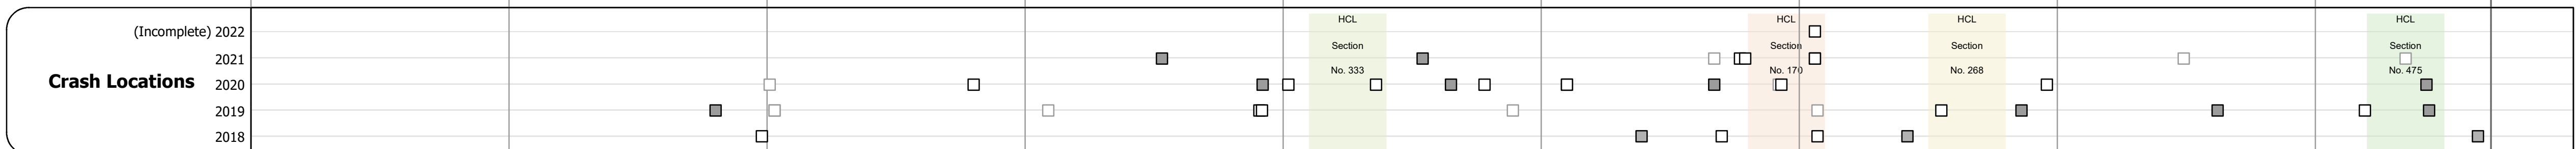 HCL HCL HCL HCL
(Incomplete) 2022
Section Section Section Section
2021
No. 333 No. 170 No. 268 No. 475
Crash Locations
2020
2019
2018